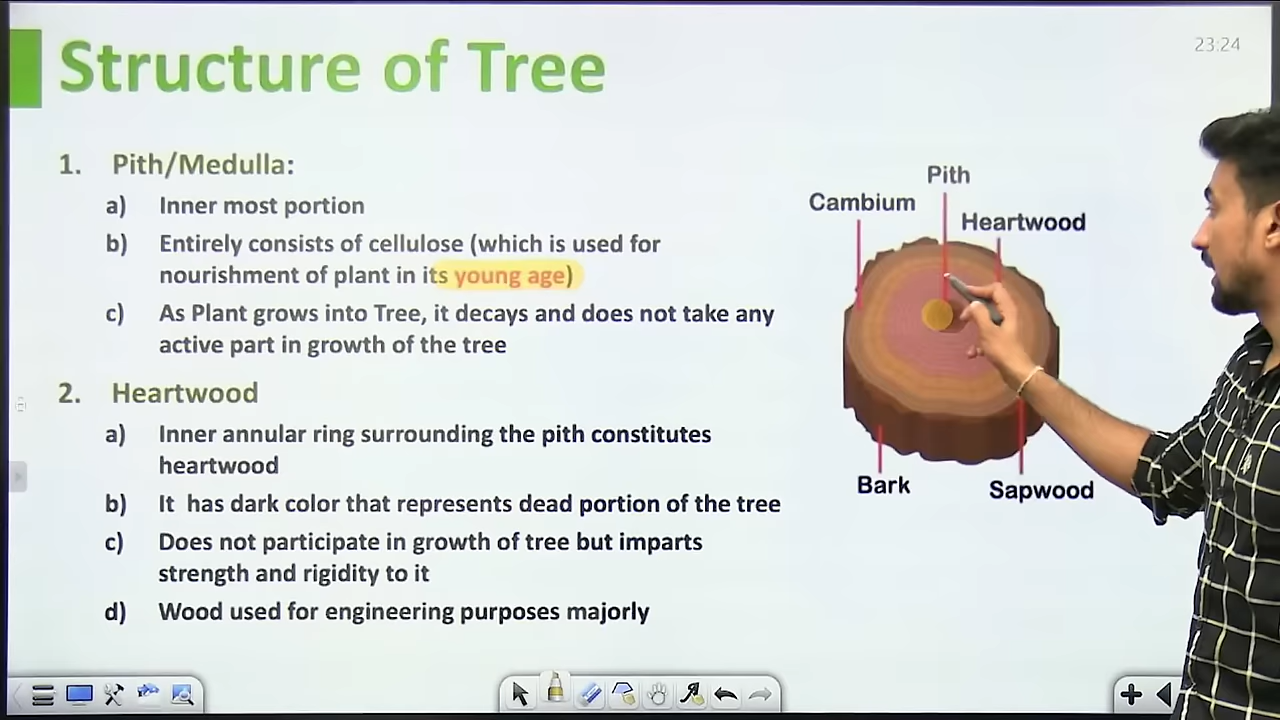 Structure of Tree
23:24
1. Pith/Medulla:
a) Inner most portion
b) Entirely consists of cellulose (which is used for
nourishment of plant in its young age)
c) As Plant grows into Tree, it decays and does not take any
active part in growth of the tree
2. Heartwood
a) Inner annular ring surrounding the pith constitutes
heartwood
b) It has dark color that represents dead portion of the tree
c) Does not participate in growth of tree but imparts
strength and rigidity to it
d) Wood used for engineering purposes majorly
Pith
Cambium
Heartwood
Bark
Sapwood